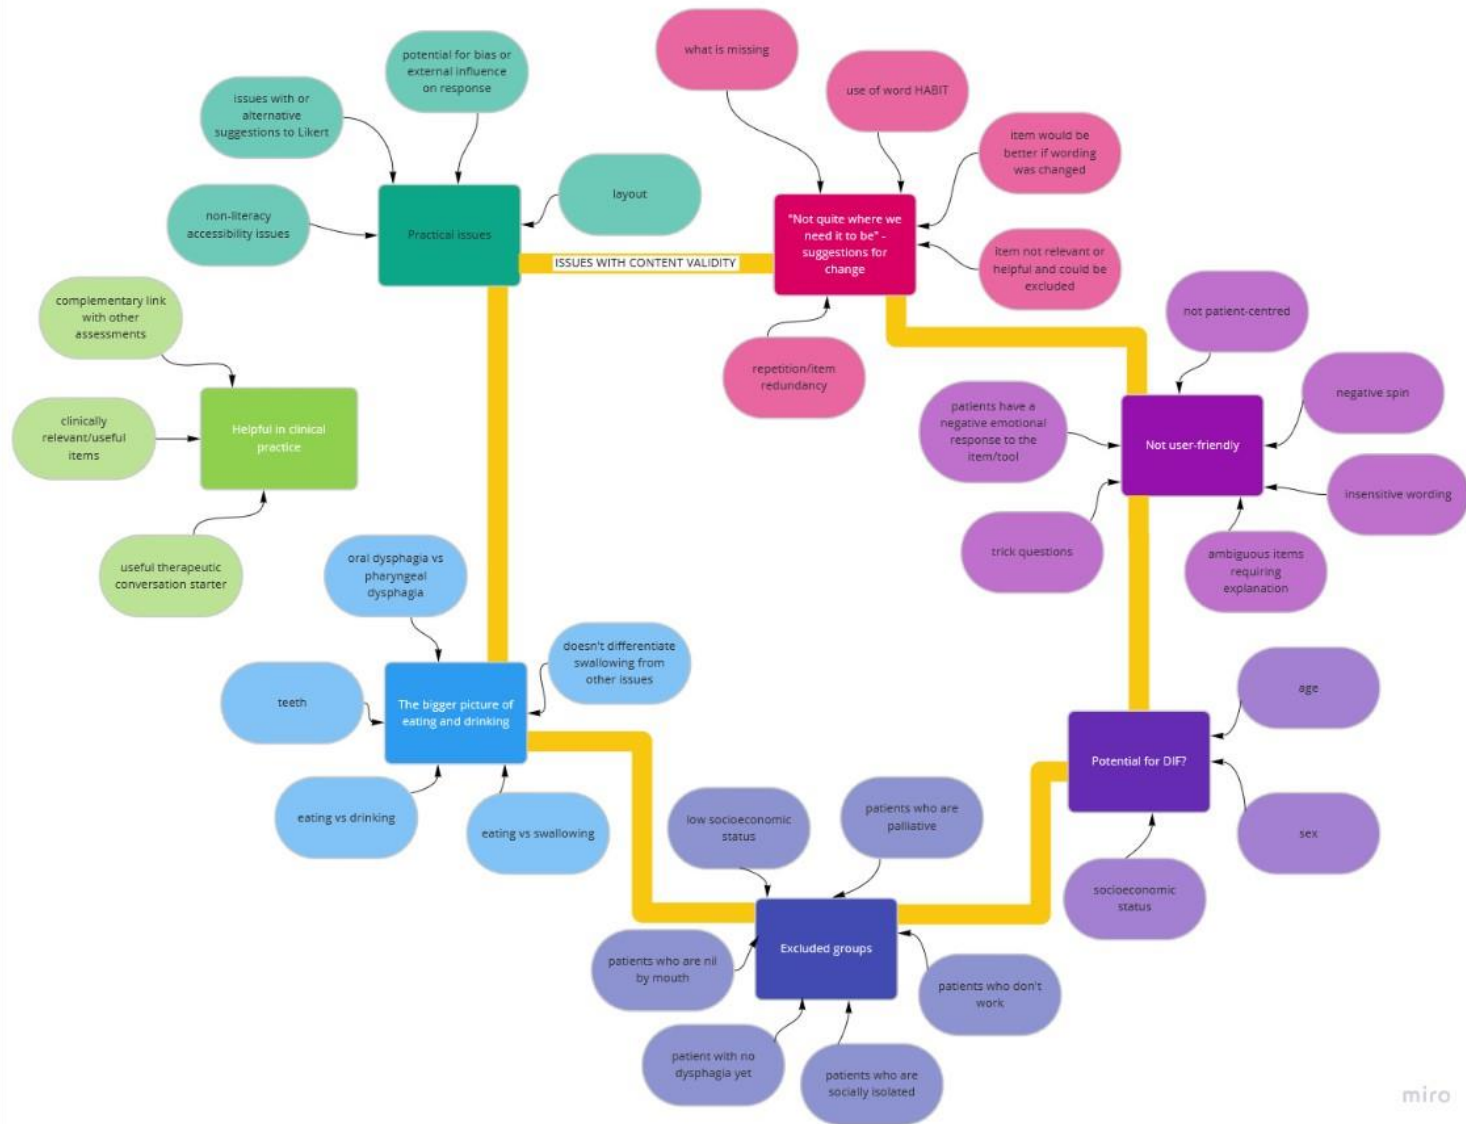 potential for bias or
external influence
on response
issues with or
alternative
suggestions to Likert
non-literacy
accessibility issues
layout
Practical issues
ISSUES WITH CONTENT VALIDITY
what is missing
use of word HABIT
item would be
better if wording
was changed
"Not quite where we
need it to be" -
suggestions for
change
item not relevant or
helpful and could be
excluded
repetition/item
redundancy
complementary link
with other
assessments
clinically
relevant/useful
items
Helpful in clinical
practice
useful therapeutic
conversation starter
not patient-centred
patients have a
negative emotional
response to the
item/tool
negative spin
Not user-friendly
insensitive wording
trick questions
ambiguous items
requiring
explanation
oral dysphagia vs
pharyngeal
dysphagia
doesn't differentiate
swallowing from
other issues
teeth
The bigger picture of
eating and drinking
eating vs drinking
eating vs swallowing
age
Potential for DIF?
sex
socioeconomic
status
low socioeconomic
status
patients who are
palliative
Excluded groups
patients who are nil
by mouth
patients who don't
work
patient with no
dysphagia yet
patients who are
socially isolated
miro